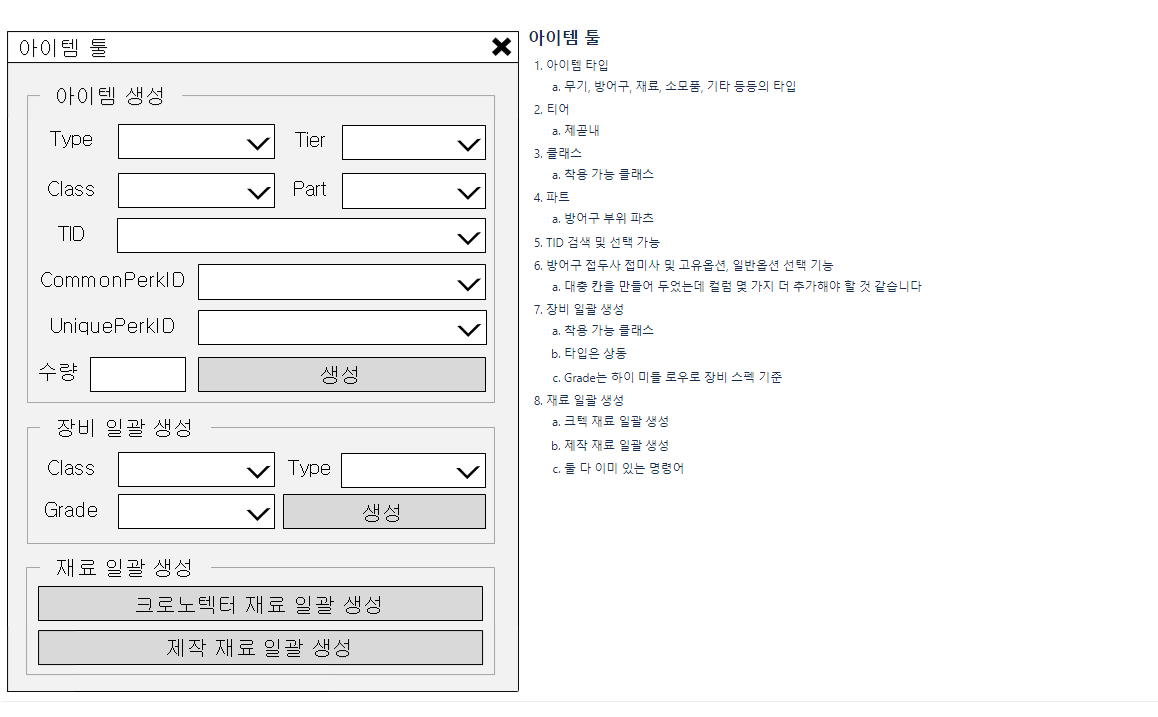 아이템 툴
아이템 생성
Type
Tier
Class
Part
TID
CommonPerkID
UniquePerkID
수량
생성
장비 일괄 생성
Class
Type
Grade
생성
재료 일괄 생성
크로노텍터 재료 일괄 생성
제작 재료 일괄 생성
아이템 툴
1. 아이템 타입
a. 무기, 방어구, 재료, 소모품, 기타 등등의 타입
2. 티어
a. 제곧내
3. 클래스
a. 착용 가능 클래스
4. 파트
a. 방어구 부위 파츠
5. TID 검색 및 선택 가능
6. 방어구 접두사 접미사 및 고유옵션, 일반옵션 선택 기능
a. 대충 칸을 만들어 두었는데 컬럼 몇 가지 더 추가해야 할 것 같습니다
7. 장비 일괄 생성
a. 착용 가능 클래스
b. 타입은 상동
c. Grade는 하이 미들 로우로 장비 스펙 기준
8. 재료 일괄 생성
a. 크텍 재료 일괄 생성
b. 제작 재료 일괄 생성
c. 둘 다 이미 있는 명령어